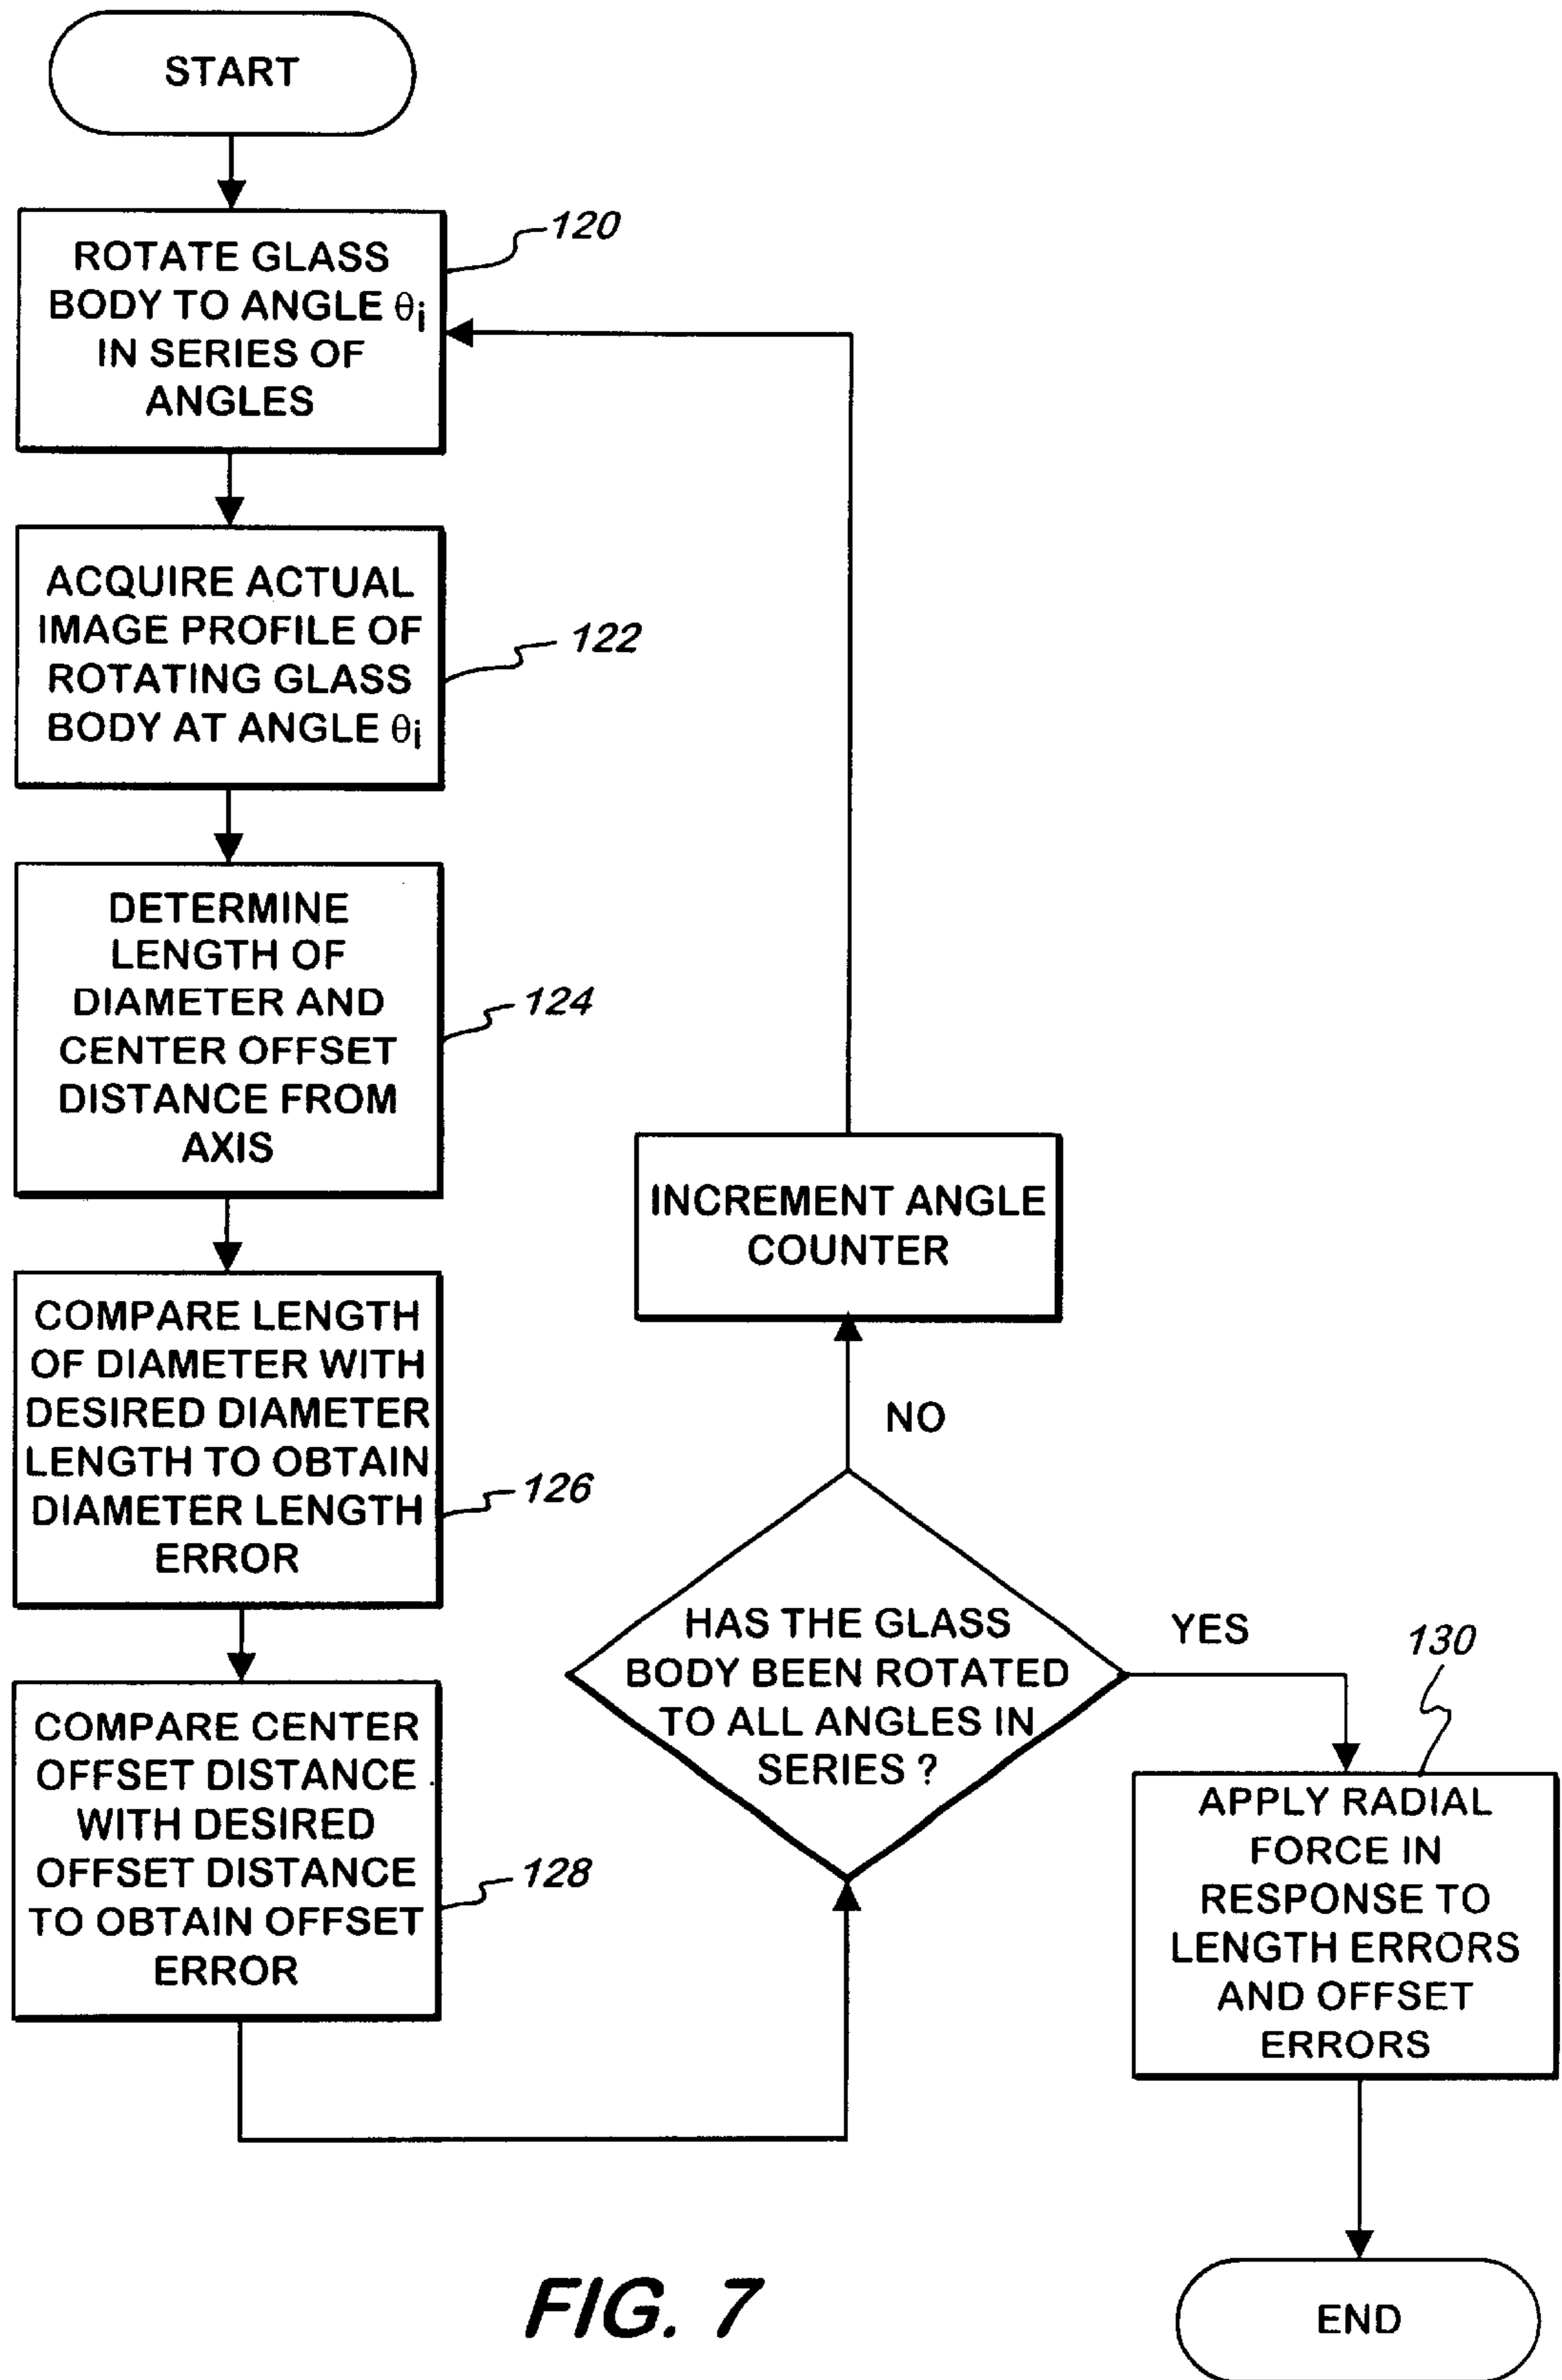 START
120
ROTATE GLASS
BODY TO ANGLE θi
IN SERIES OF
ANGLES
ACQUIRE ACTUAL
IMAGE PROFILE OF
ROTATING GLASS
BODY AT ANGLE θi
122
DETERMINE
LENGTH OF
DIAMETER AND
CENTER OFFSET
DISTANCE FROM
AXIS
124
COMPARE LENGTH
OF DIAMETER WITH
DESIRED DIAMETER
LENGTH TO OBTAIN
DIAMETER LENGTH
ERROR
126
COMPARE CENTER
OFFSET DISTANCE
WITH DESIRED
OFFSET DISTANCE
TO OBTAIN OFFSET
ERROR
128
HAS THE GLASS
BODY BEEN ROTATED
TO ALL ANGLES IN
SERIES ?
NO
INCREMENT ANGLE
COUNTER
YES
130
APPLY RADIAL
FORCE IN
RESPONSE TO
LENGTH ERRORS
AND OFFSET
ERRORS
END
FIG. 7